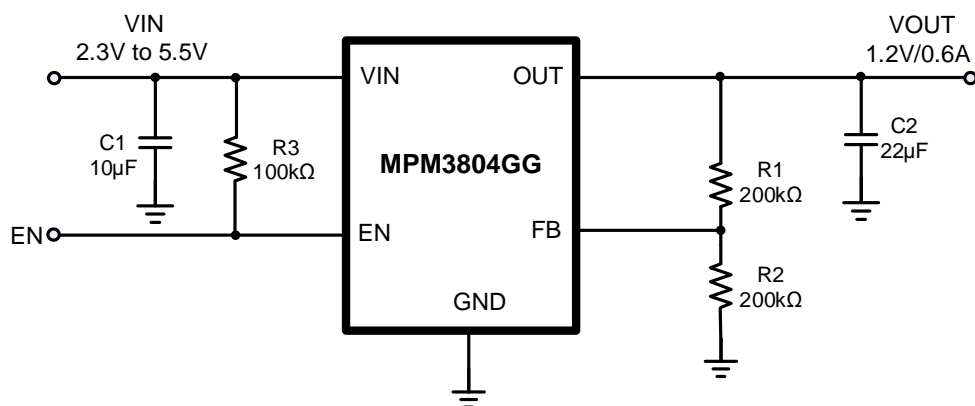 VIN
2.3V to 5.5V
VOUT
1.2V/0.6A
VIN
OUT
C1
10µF
R3
100kΩ
MPM3804GG
R1
200kΩ
C2
22µF
EN
EN
FB
R2
200kΩ
GND